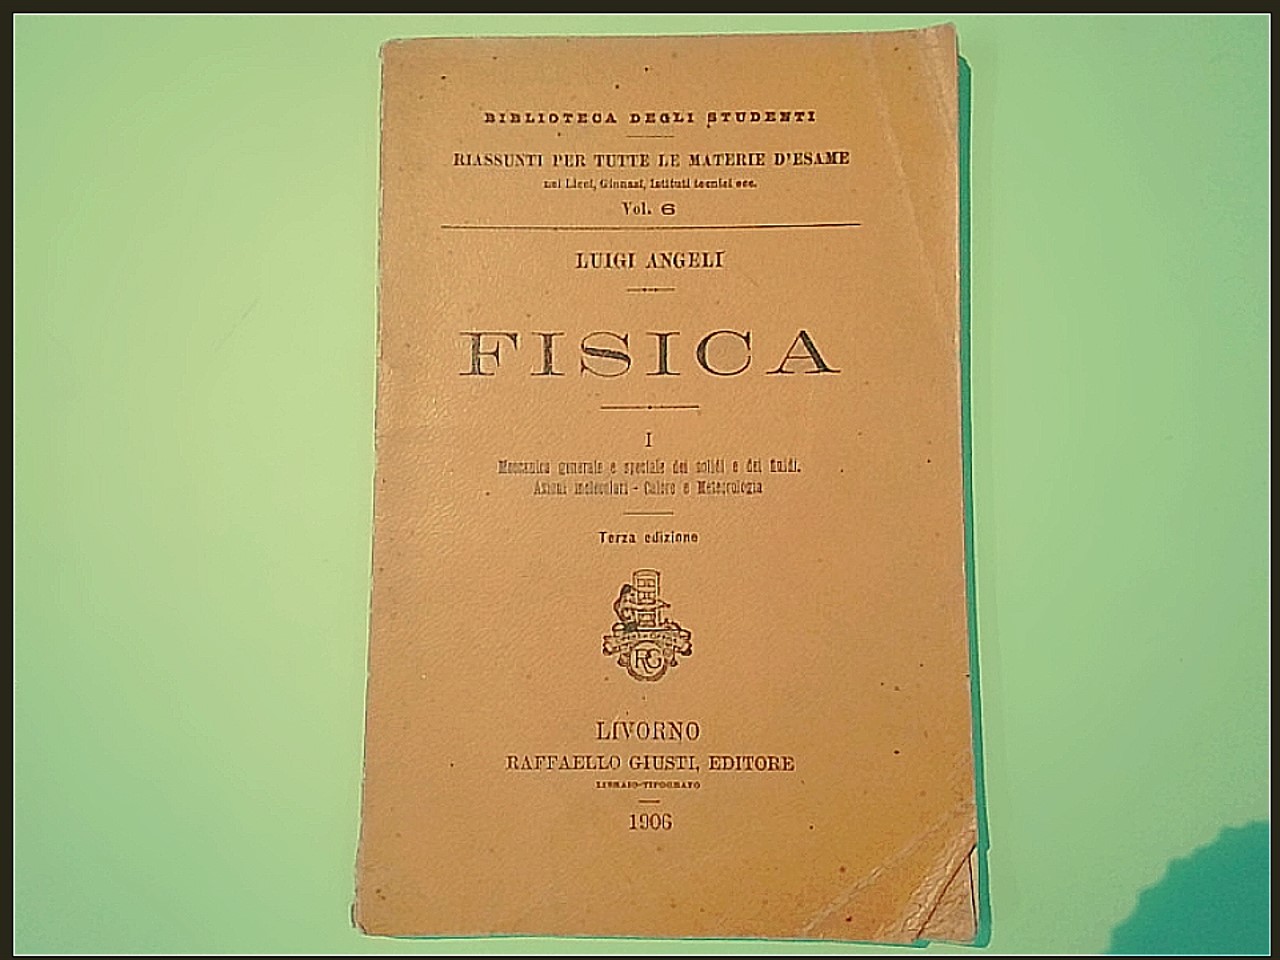 BIBLIOTECA DEGLI STUDENTI
RIASSUNTI PER TUTTE LE MATERIE D'ESAME
nei Licei, Ginnasi, Istituti tecnici ecc.
Vol. 6
LUIGI ANGELI
FISICA
I
Meccanica generale e speciale dei solidi e dei fluidi.
Azioni molecolari - Calore e Meteorologia
Terza edizione
RG
LIVORNO
RAFFAELLO GIUSTI, EDITORE
LIBRAIO-TIPOGRAFO
1906